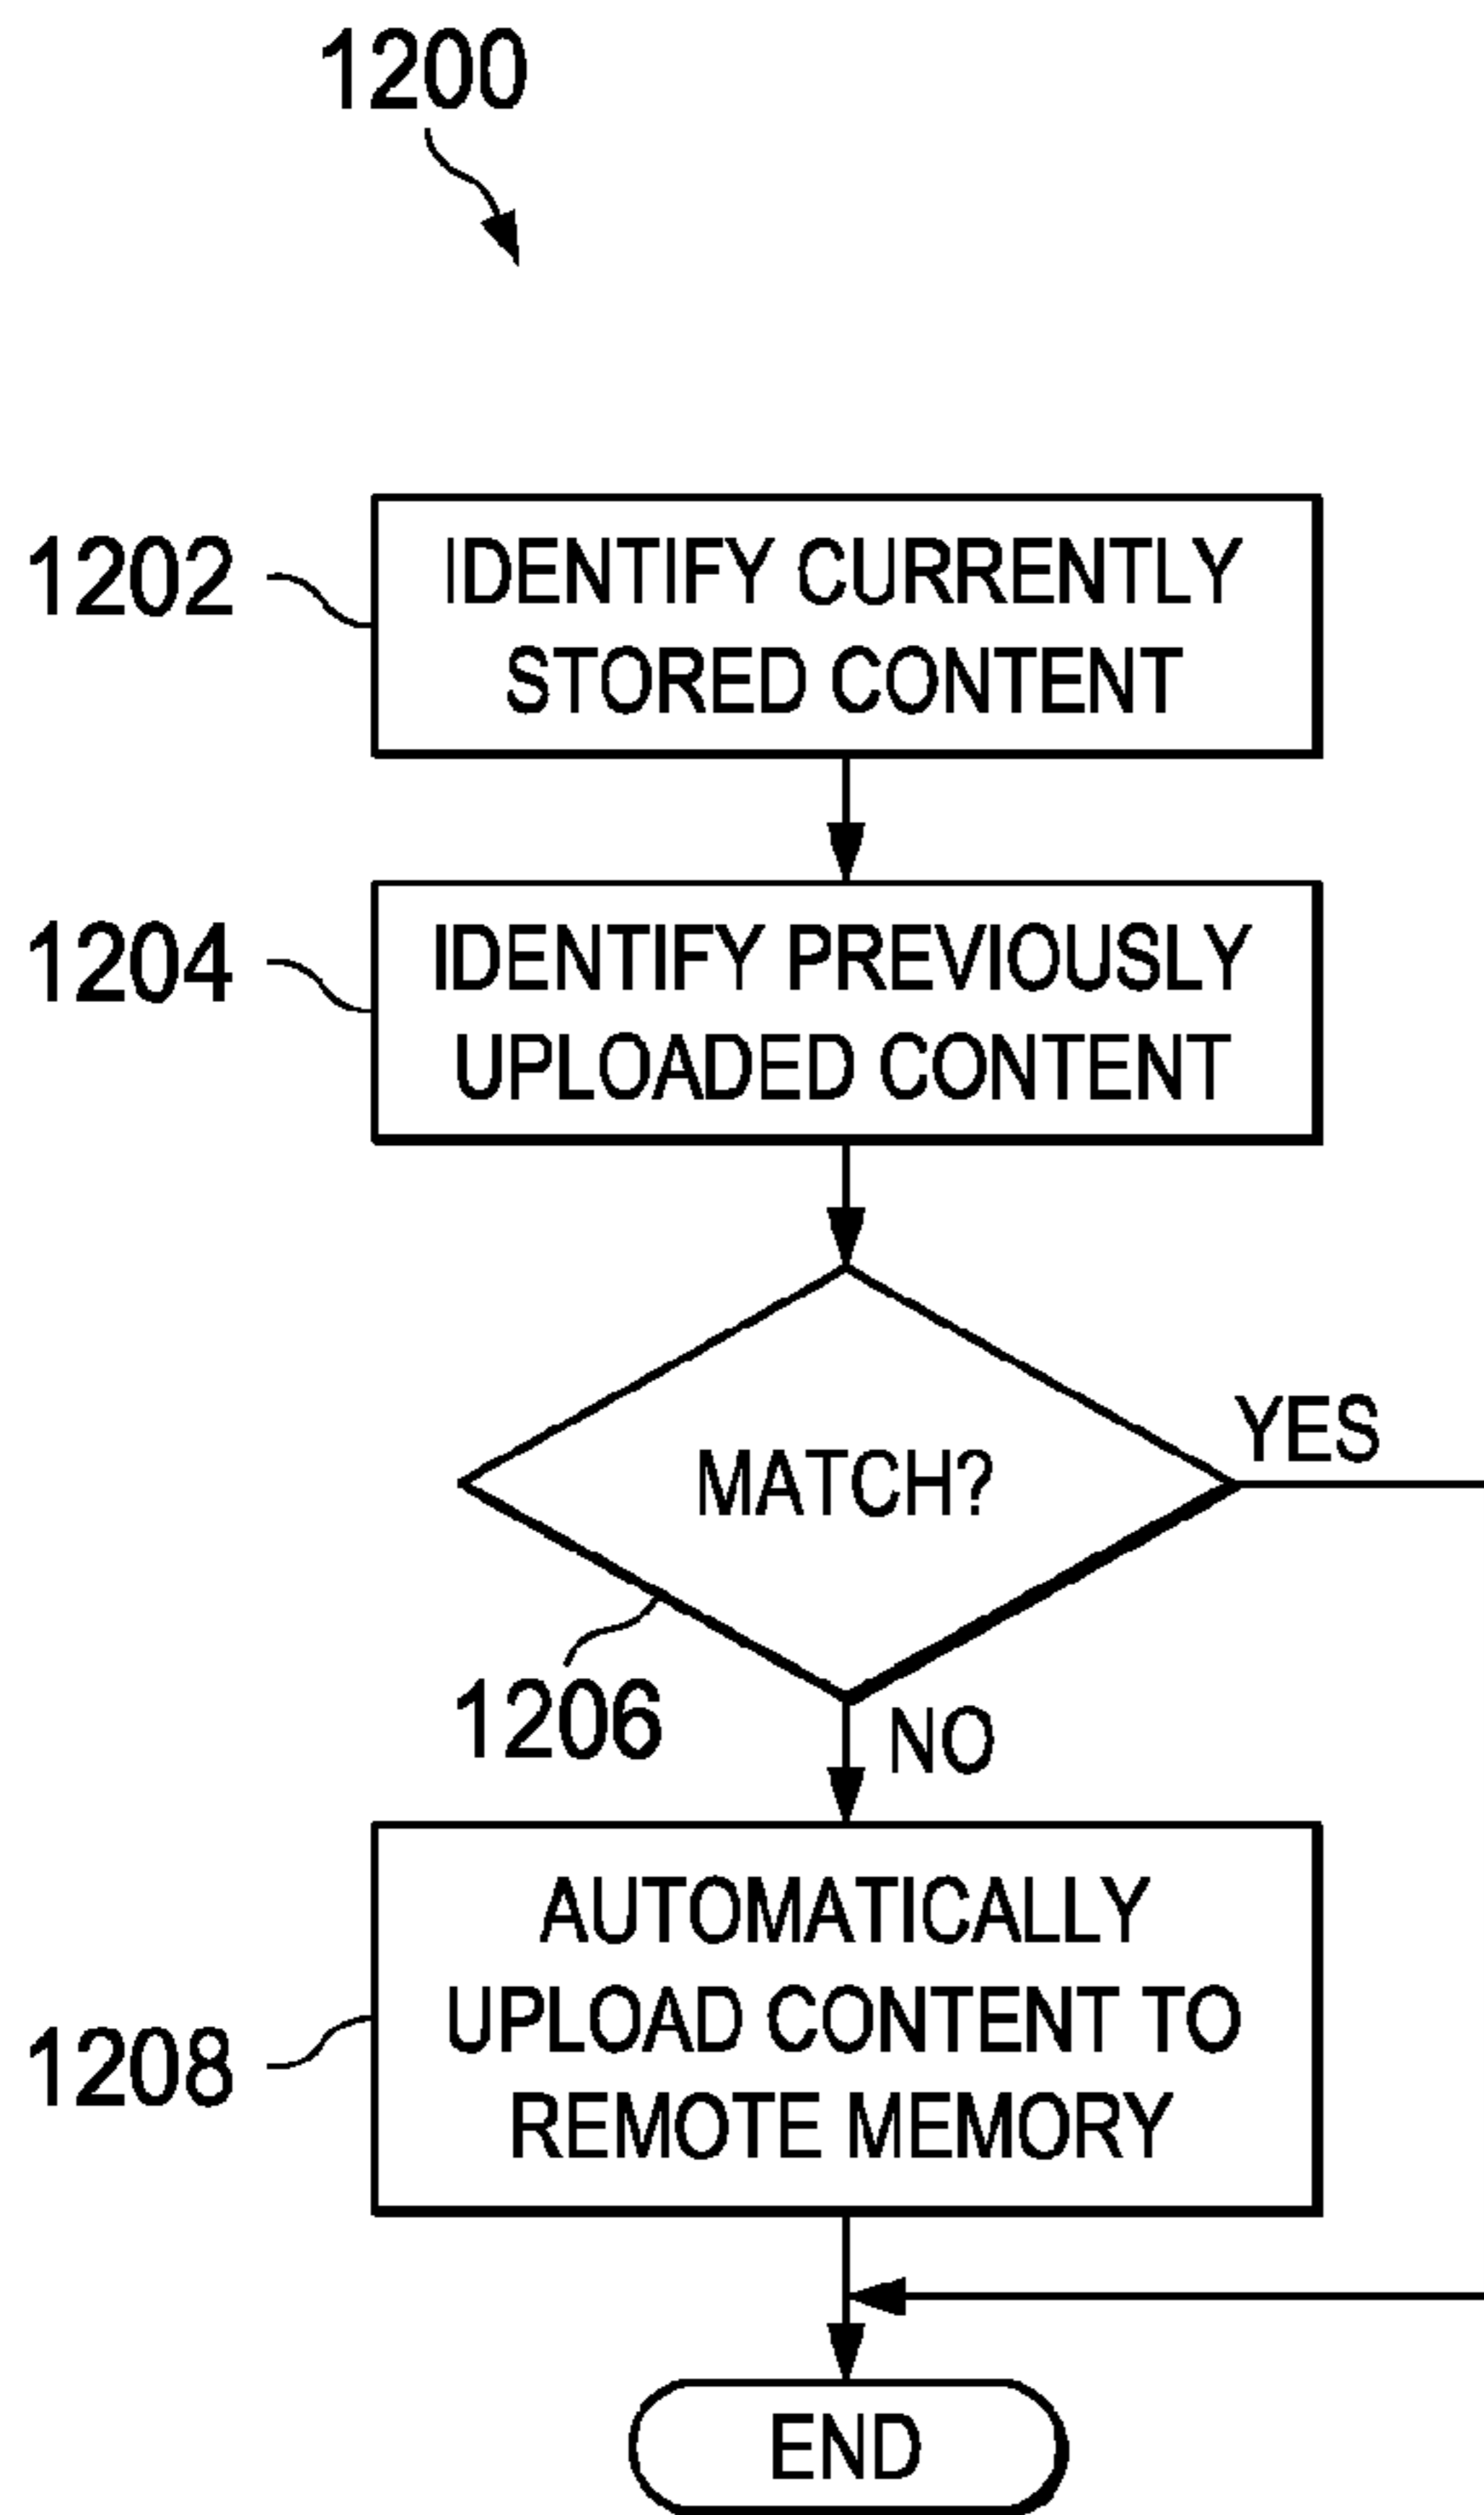 1200
1202
IDENTIFY CURRENTLY
STORED CONTENT
1204
IDENTIFY PREVIOUSLY
UPLOADED CONTENT
MATCH?
YES
1206
NO
1208
AUTOMATICALLY
UPLOAD CONTENT TO
REMOTE MEMORY
END